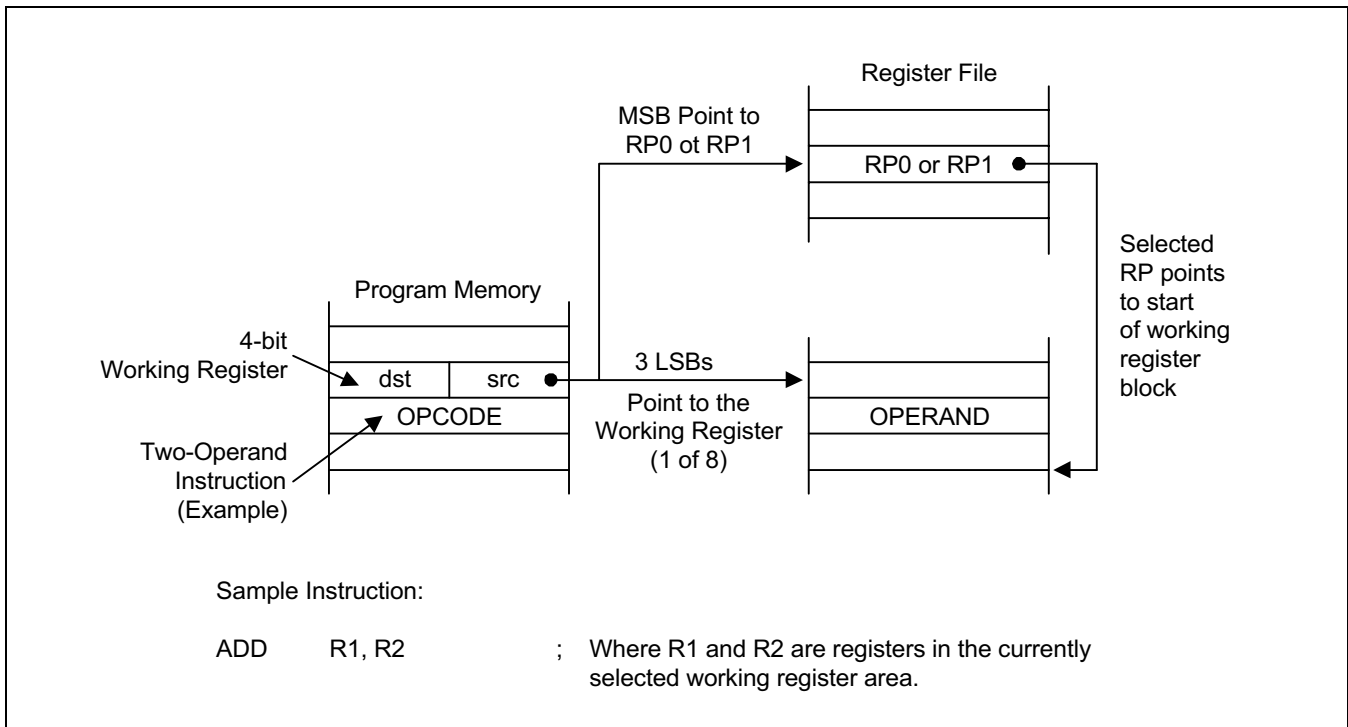 Register File
MSB Point to
RP0 ot RP1
RP0 or RP1
Selected
RP points
to start
of working
register
block
Program Memory
4-bit
Working Register
dst src
3 LSBs
Point to the
Working Register
(1 of 8)
OPCODE
OPERAND
Two-Operand
Instruction
(Example)
Sample Instruction:
ADD R1, R2 ; Where R1 and R2 are registers in the currently
selected working register area.